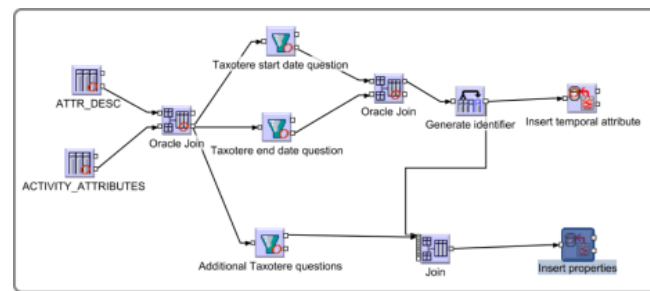 Taxotere start date question
ATTR_DESC
Oracle Join
Oracle Join
Generate identifier
Insert temporal attribute
Taxotere end date question
ACTIVITY_ATTRIBUTES
Additional Taxotere questions
Join
Insert properties